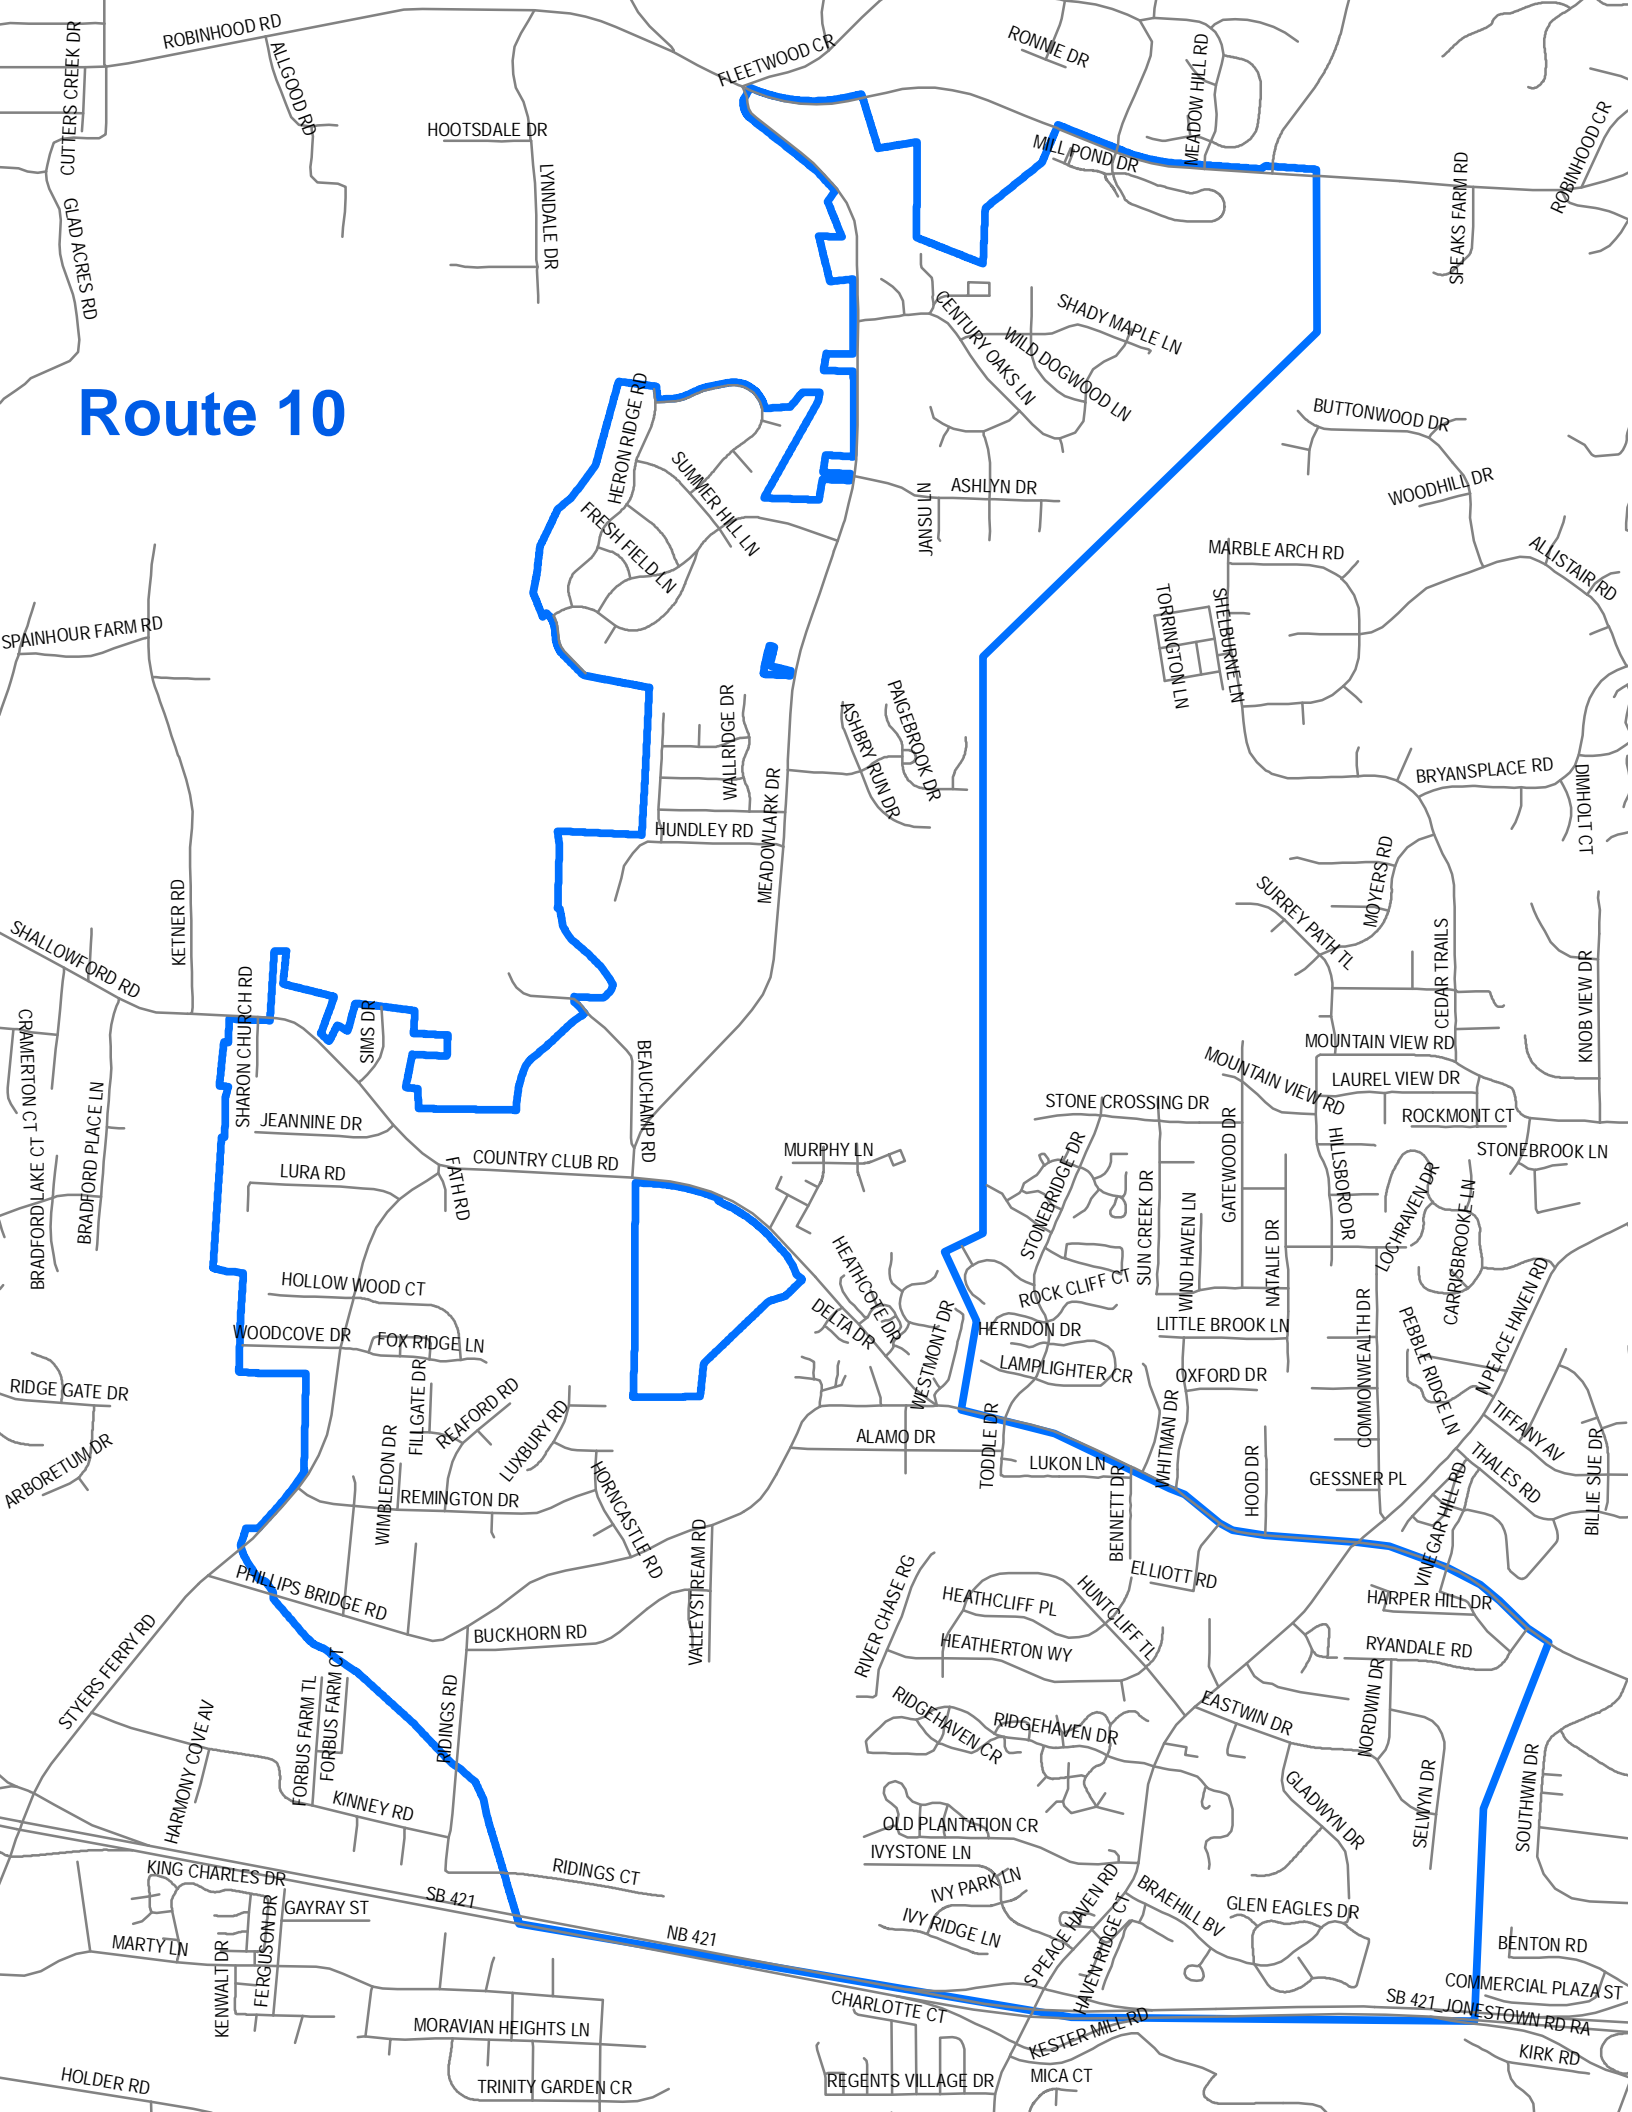 ROBINHOOD RD
CUTTERS CREEK DR
ALLGOOD RD
FLEETWOOD CR
RONNIE DR
MEADOW HILL RD
HOOTSDALE DR
MILL POND DR
ROBINHOOD CR
LYNNDALE DR
SPEAKS FARM RD
GLAD ACRES RD
CENTURY OAKS LN
SHADY MAPLE LN
WILD DOGWOOD LN
Route 10
HERON RIDGE RD
BUTTONWOOD DR
SUMMER HILL LN
WOODHILL DR
ASHLYN DR
JANSU LN
FRESH FIELD LN
MARBLE ARCH RD
ALLISTAIR RD
TORRINGTON LN
SHELBURNE LN
SPAINHOUR FARM RD
WALLRIDGE DR
PAIGEBROOK DR
ASHBRY RUN DR
MEADOWLARK DR
BRYANSPLACE RD
DIMHOLT CT
HUNDLEY RD
MOYERS RD
SURREY PATH TL
KETNER RD
SHALLOWFORD RD
CEDAR TRAILS
KNOB VIEW DR
SHARON CHURCH RD
SIMS DR
CRAMERTON CT
BEAUCHAMP RD
MOUNTAIN VIEW RD
MOUNTAIN VIEW RD
LAUREL VIEW DR
BRADFORD PLACE LN
JEANNINE DR
STONE CROSSING DR
ROCKMONT CT
BRADFORD LAKE CT
GATEWOOD DR
HILLSBORO DR
STONEBROOK LN
MURPHY LN
COUNTRY CLUB RD
LURA RD
FATH RD
STONEBRIDGE DR
SUN CREEK DR
WIND HAVEN LN
NATALIE DR
LOCHRAVEN DR
CARRISBROOKE LN
HEATHCOTE DR
HOLLOW WOOD CT
ROCK CLIFF CT
N PEACE HAVEN RD
DELTA DR
WESTMONT DR
HERNDON DR
LITTLE BROOK LN
COMMONWEALTH DR
PEBBLE RIDGE LN
WOODCOVE DR
FOX RIDGE LN
LAMPLIGHTER CR
OXFORD DR
RIDGE GATE DR
FILLGATE DR
REAFORD RD
LUXBURY RD
WHITMAN DR
TIFFANY AV
ALAMO DR
TODDLE DR
ARBORETUM DR
WIMBLEDON DR
LUKON LN
HOOD DR
GESSNER PL
THALES RD
BILLIE SUE DR
REMINGTON DR
HORNCASTLE RD
BENNETT DR
VINEGAR HILL RD
VALLEYSTREAM RD
RIVER CHASE RG
ELLIOTT RD
PHILLIPS BRIDGE RD
HEATHCLIFF PL
HUNTCLIFF TL
HARPER HILL DR
BUCKHORN RD
HEATHERTON WY
RYANDALE RD
STYERS FERRY RD
FORBUS FARM TL
FORBUS FARM CT
RIDINGS RD
RIDGEHAVEN CR
RIDGEHAVEN DR
EASTWIN DR
NORDWIN DR
HARMONY COVE AV
KINNEY RD
GLADWYN DR
SELWYN DR
SOUTHWIN DR
OLD PLANTATION CR
IVYSTONE LN
KING CHARLES DR
RIDINGS CT
IVY PARK LN
SB 421
GAYRAY ST
FERGUSON DR
BRAEHILL BV
GLEN EAGLES DR
IVY RIDGE LN
S PEACE HAVEN RD
HAVEN RIDGE CT
NB 421
MARTY LN
KENWALT DR
BENTON RD
COMMERCIAL PLAZA ST
SB 421_JONESTOWN RD RA
CHARLOTTE CT
MORAVIAN HEIGHTS LN
KESTER MILL RD
KIRK RD
HOLDER RD
TRINITY GARDEN CR
REGENTS VILLAGE DR
MICA CT